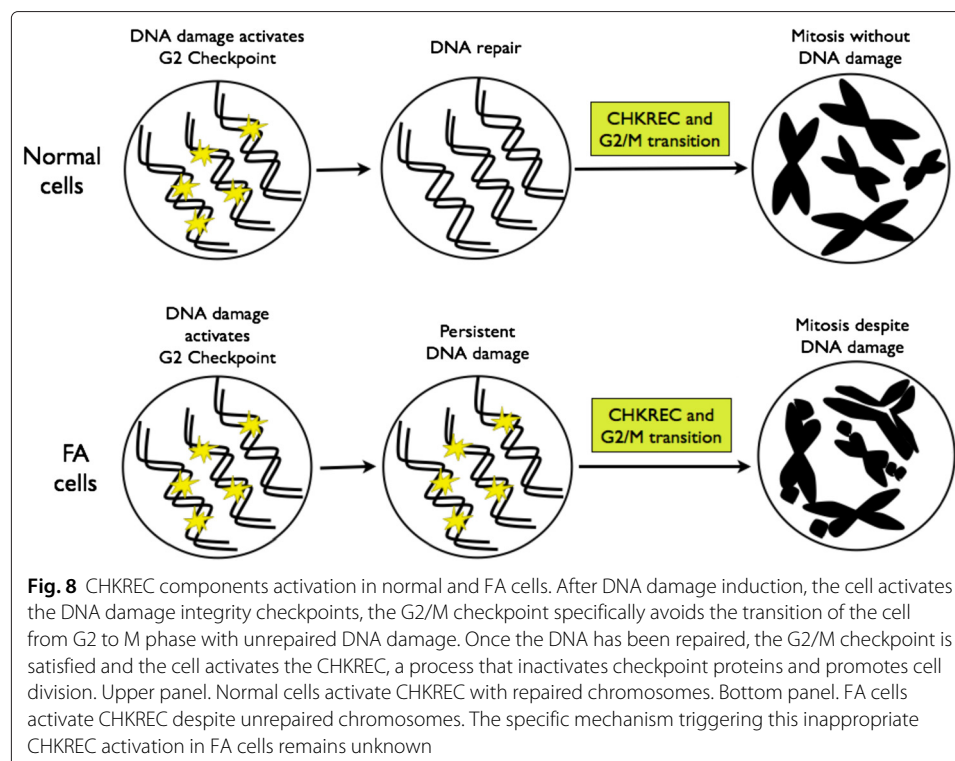 DNA damage activates
G2 Checkpoint
DNA repair
Mitosis without
DNA damage
Normal
cells
CHKREC and
G2/M transition
DNA damage
activates
G2 Checkpoint
Persistent
DNA damage
Mitosis despite
DNA damage
FA
cells
CHKREC and
G2/M transition
Fig. 8 CHKREC components activation in normal and FA cells. After DNA damage induction, the cell activates
the DNA damage integrity checkpoints, the G2/M checkpoint specifically avoids the transition of the cell
from G2 to M phase with unrepaired DNA damage. Once the DNA has been repaired, the G2/M checkpoint is
satisfied and the cell activates the CHKREC, a process that inactivates checkpoint proteins and promotes cell
division. Upper panel. Normal cells activate CHKREC with repaired chromosomes. Bottom panel. FA cells
activate CHKREC despite unrepaired chromosomes. The specific mechanism triggering this inappropriate
CHKREC activation in FA cells remains unknown